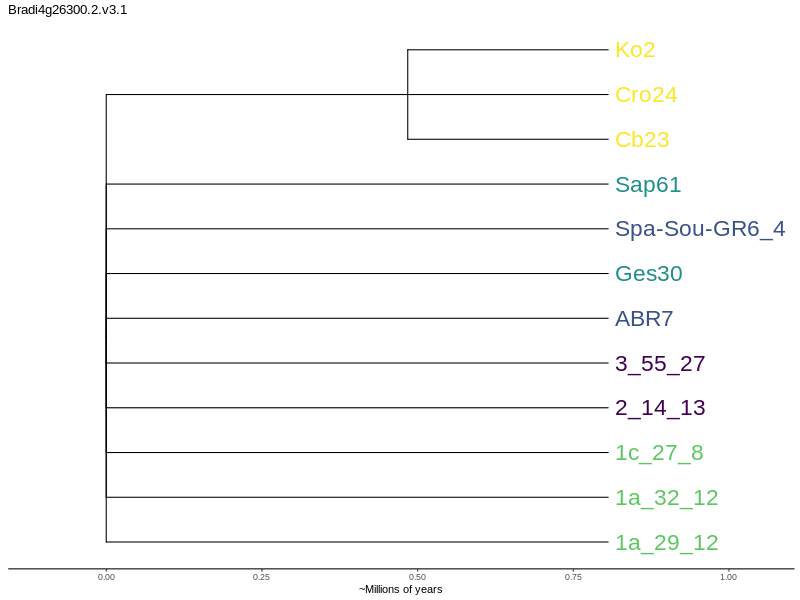 Bradi4g26300.2.v3.1
Ko2
Cro24
Cb23
Sap61
Spa-Sou-GR6_4
Ges30
ABR7
3_55_27
2_14_13
1c_27_8
1a_32_12
1a_29_12
0.00 0.25 0.50 0.75 1.00
~Millions of years